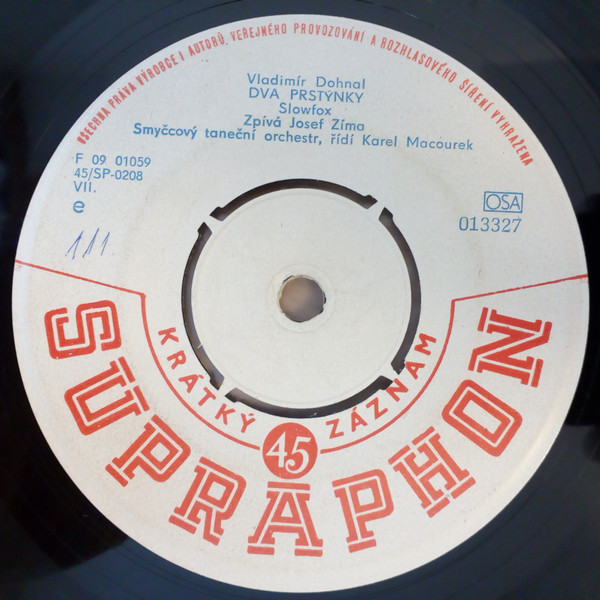 VŠECHNA PRÁVA VÝROBCE I AUTORŮ, VEŘEJNÉHO PROVOZOVÁNÍ A ROZHLASOVÉHO ŠÍŘENÍ VYHRAŽENA
Vladimír Dohnal
DVA PRSTÝNKY
Slowfox
Zpívá Josef Zíma
Smyčcový taneční orchestr, řídí Karel Macourek
F 09 01059
45/SP-0208
VII.
e
OSA
013327
111.
KRÁTKÝ ZÁZNAM
45
SUPRAPHON